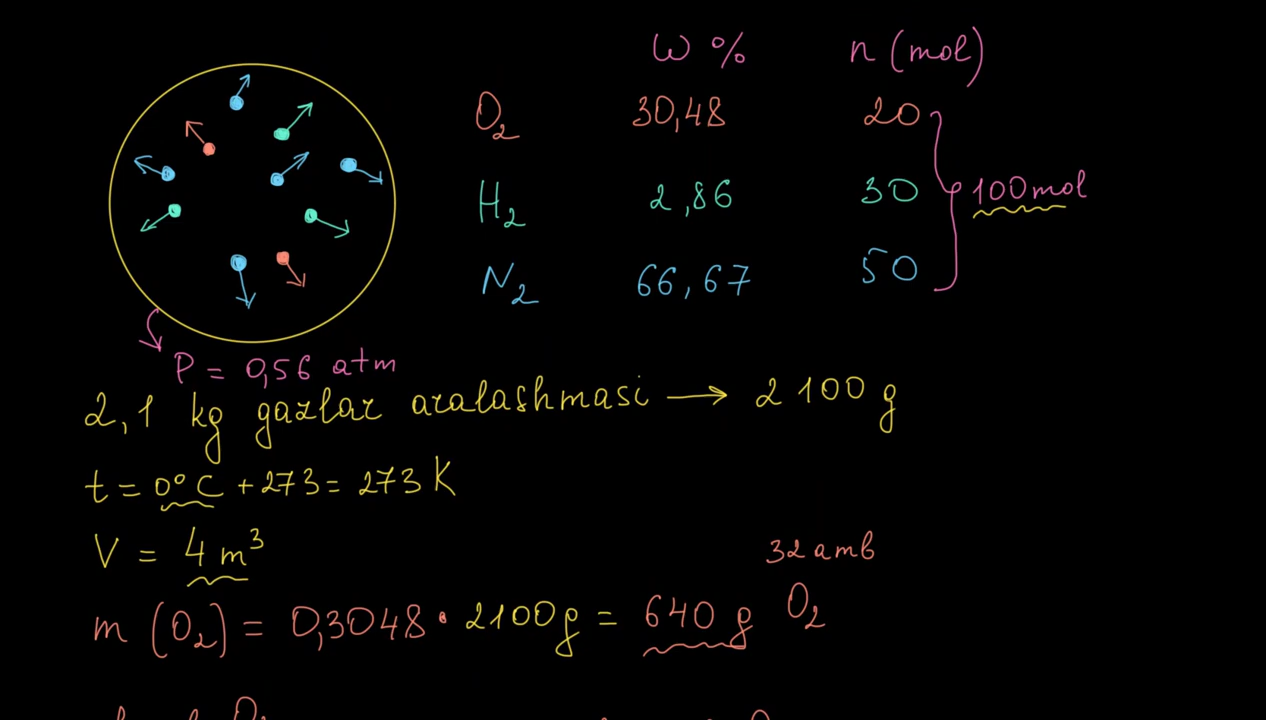 ω % n (mol)
O₂ 30,48 20
H₂ 2,86 30 100mol
N₂ 66,67 50
P = 0,56 atm
2,1 kg gazlar aralashmasi → 2100 g
t = 0°C + 273 = 273 K
V = 4 m³
32 amb
m (O₂) = 0,3048 · 2100g = 640 g O₂